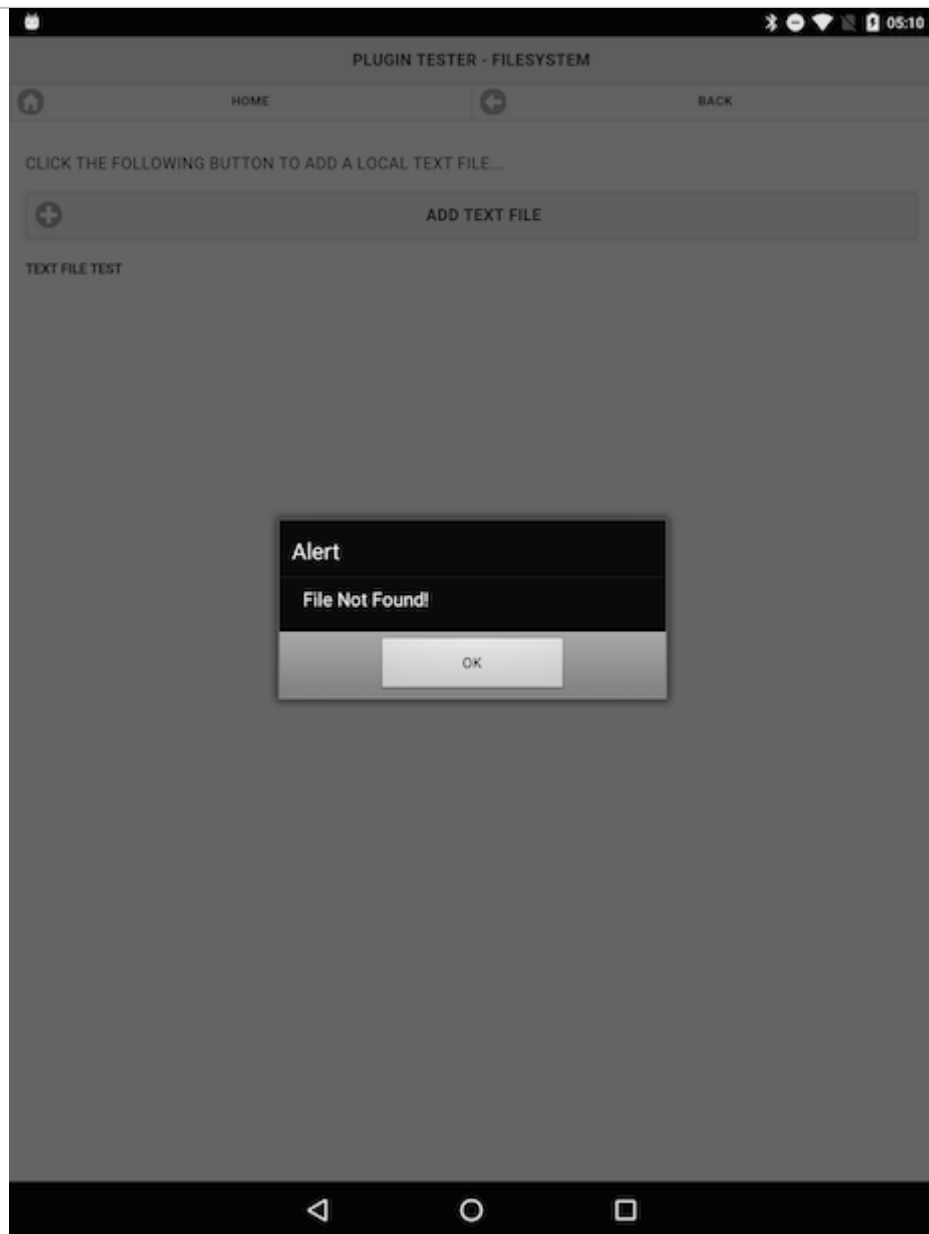 05:10
PLUGIN TESTER - FILESYSTEM
HOME
BACK
CLICK THE FOLLOWING BUTTON TO ADD A LOCAL TEXT FILE...
ADD TEXT FILE
TEXT FILE TEST
Alert
File Not Found!
OK